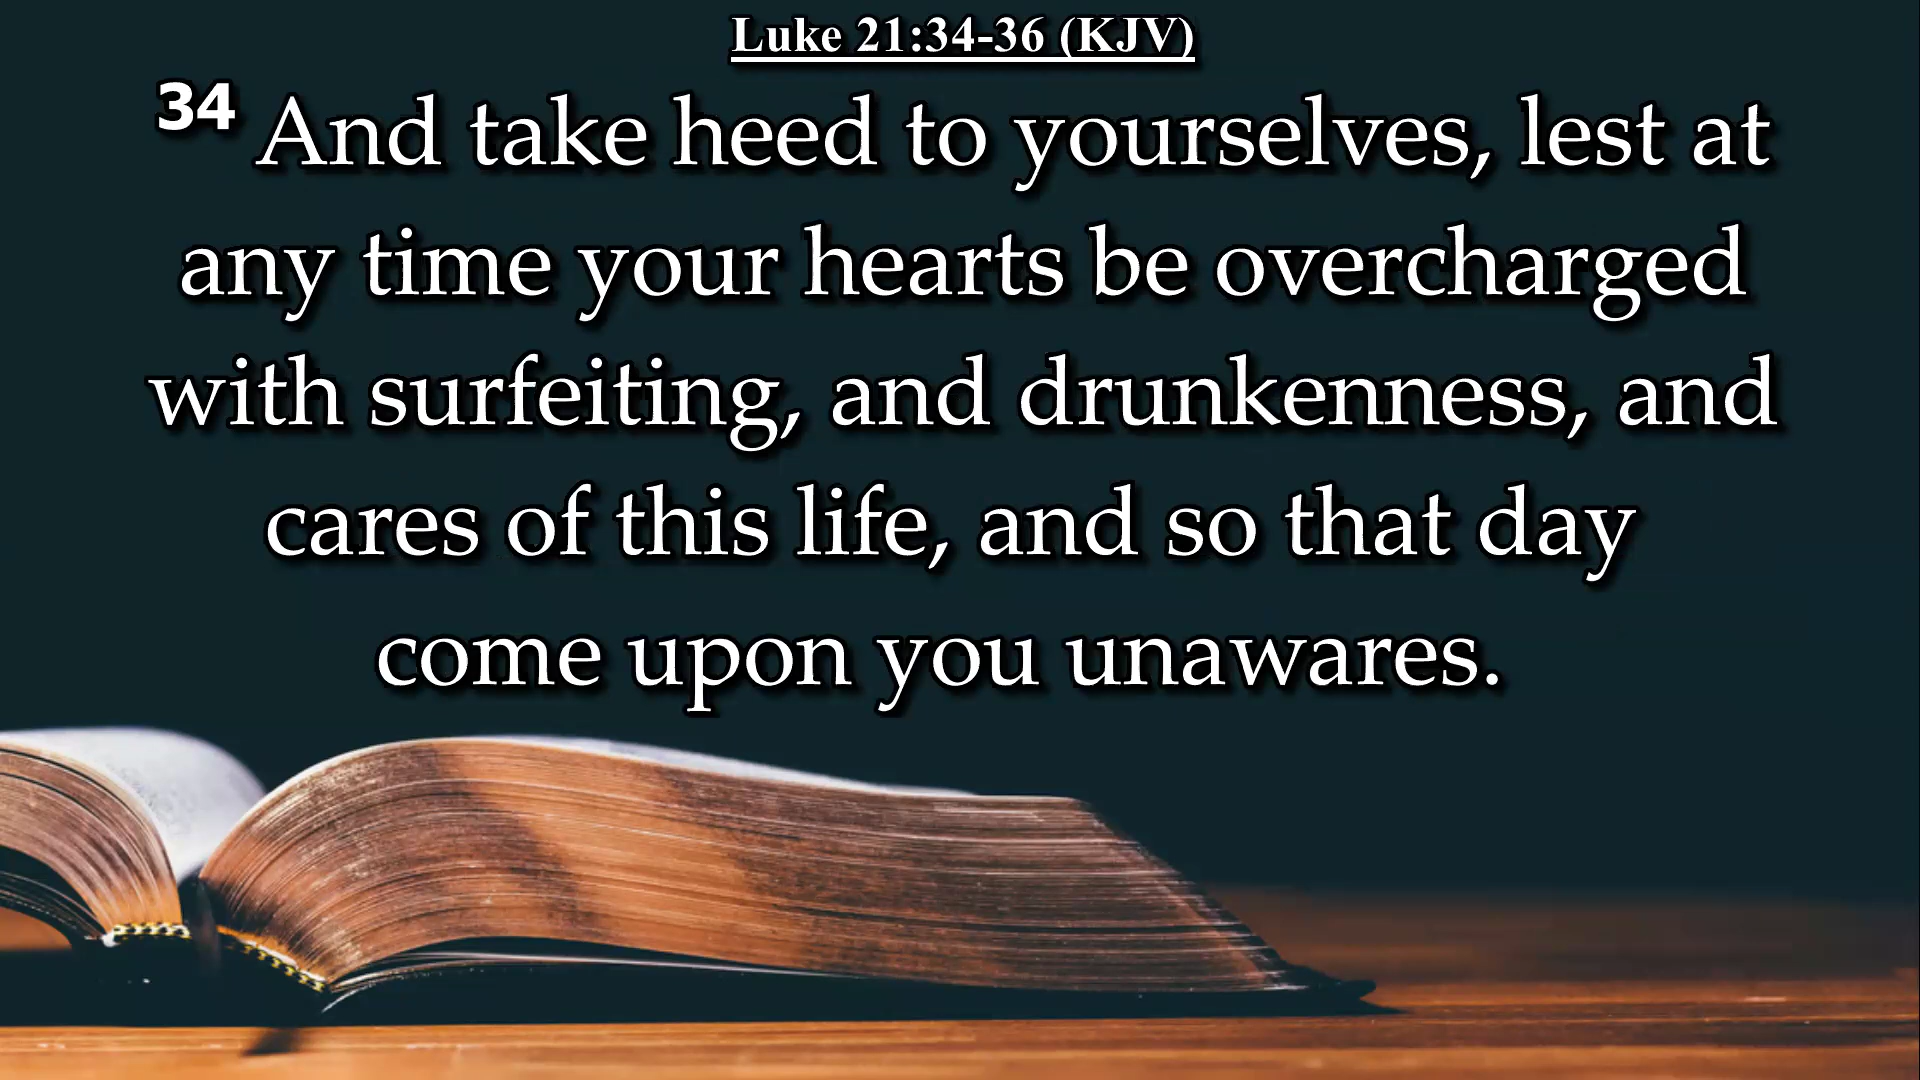 Luke 21:34-36 (KJV)
34 And take heed to yourselves, lest at
any time your hearts be overcharged
with surfeiting, and drunkenness, and
cares of this life, and so that day
come upon you unawares.